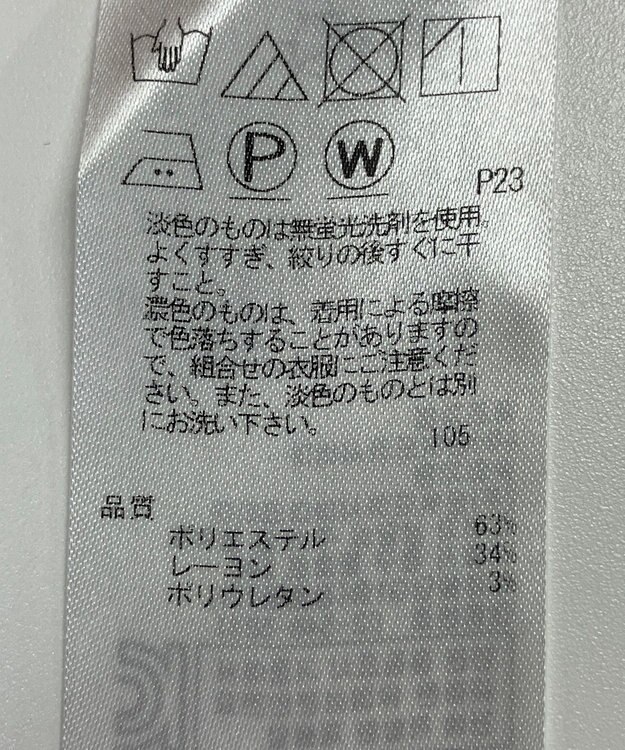 P W
P23
淡色のものは無蛍光洗剤を使用。
よくすすぎ、絞りの後すぐに干
すこと。
濃色のものは、着用による摩擦
で色落ちすることがありますの
で、組合せの衣服にご注意くだ
さい。また、淡色のものとは別
にお洗い下さい。
105
品質
ポリエステル 63%
レーヨン 34%
ポリウレタン 3%